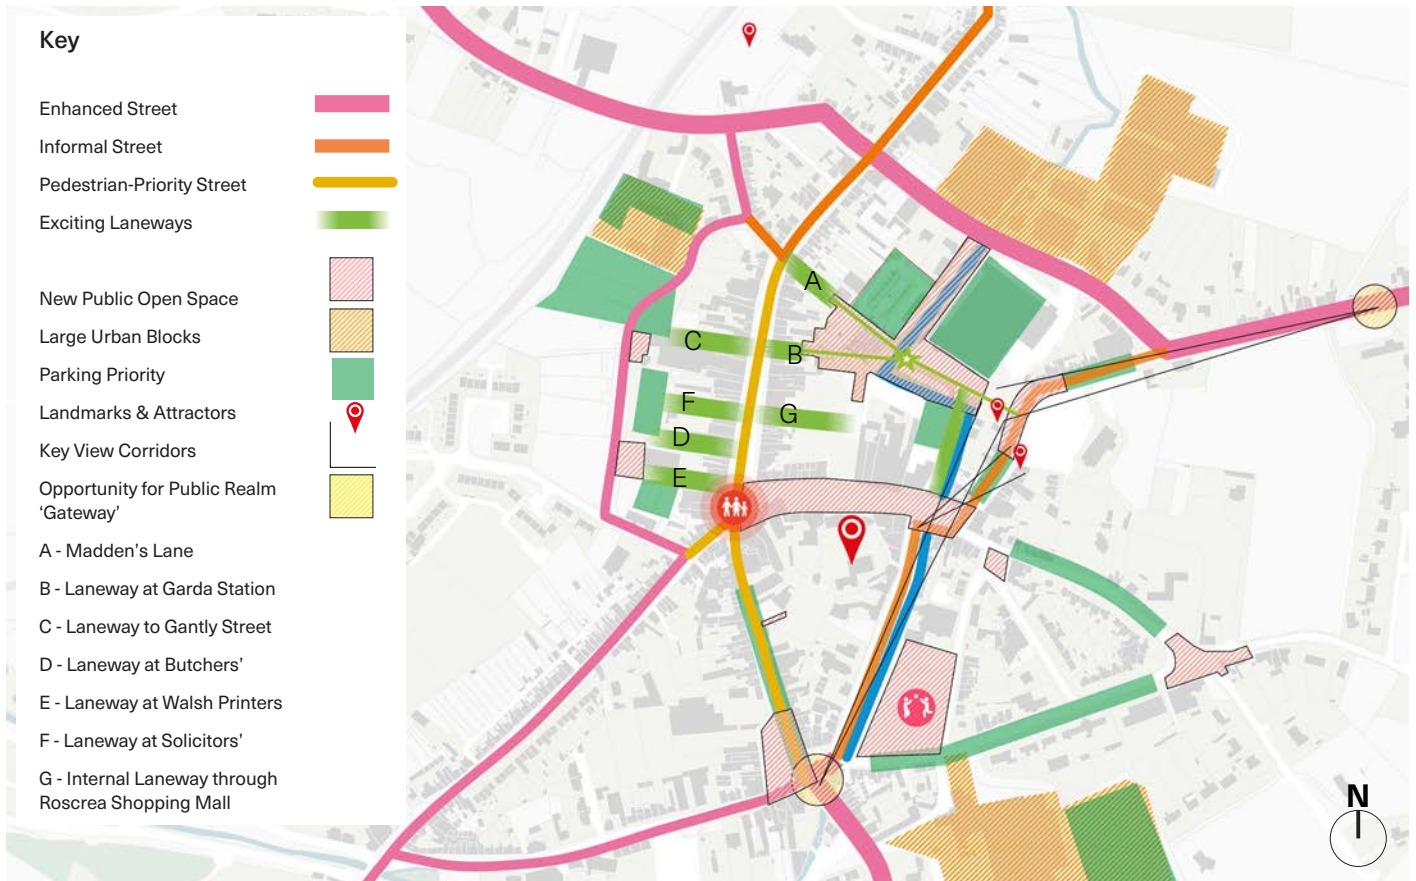 Key
Enhanced Street
Informal Street
Pedestrian-Priority Street
Exciting Laneways
New Public Open Space
Large Urban Blocks
Parking Priority
Landmarks & Attractors
Key View Corridors
Opportunity for Public Realm
‘Gateway’
A - Madden’s Lane
B - Laneway at Garda Station
C - Laneway to Gantly Street
D - Laneway at Butchers’
E - Laneway at Walsh Printers
F - Laneway at Solicitors’
G - Internal Laneway through
Roscrea Shopping Mall
A
C
B
F
G
D
E
N